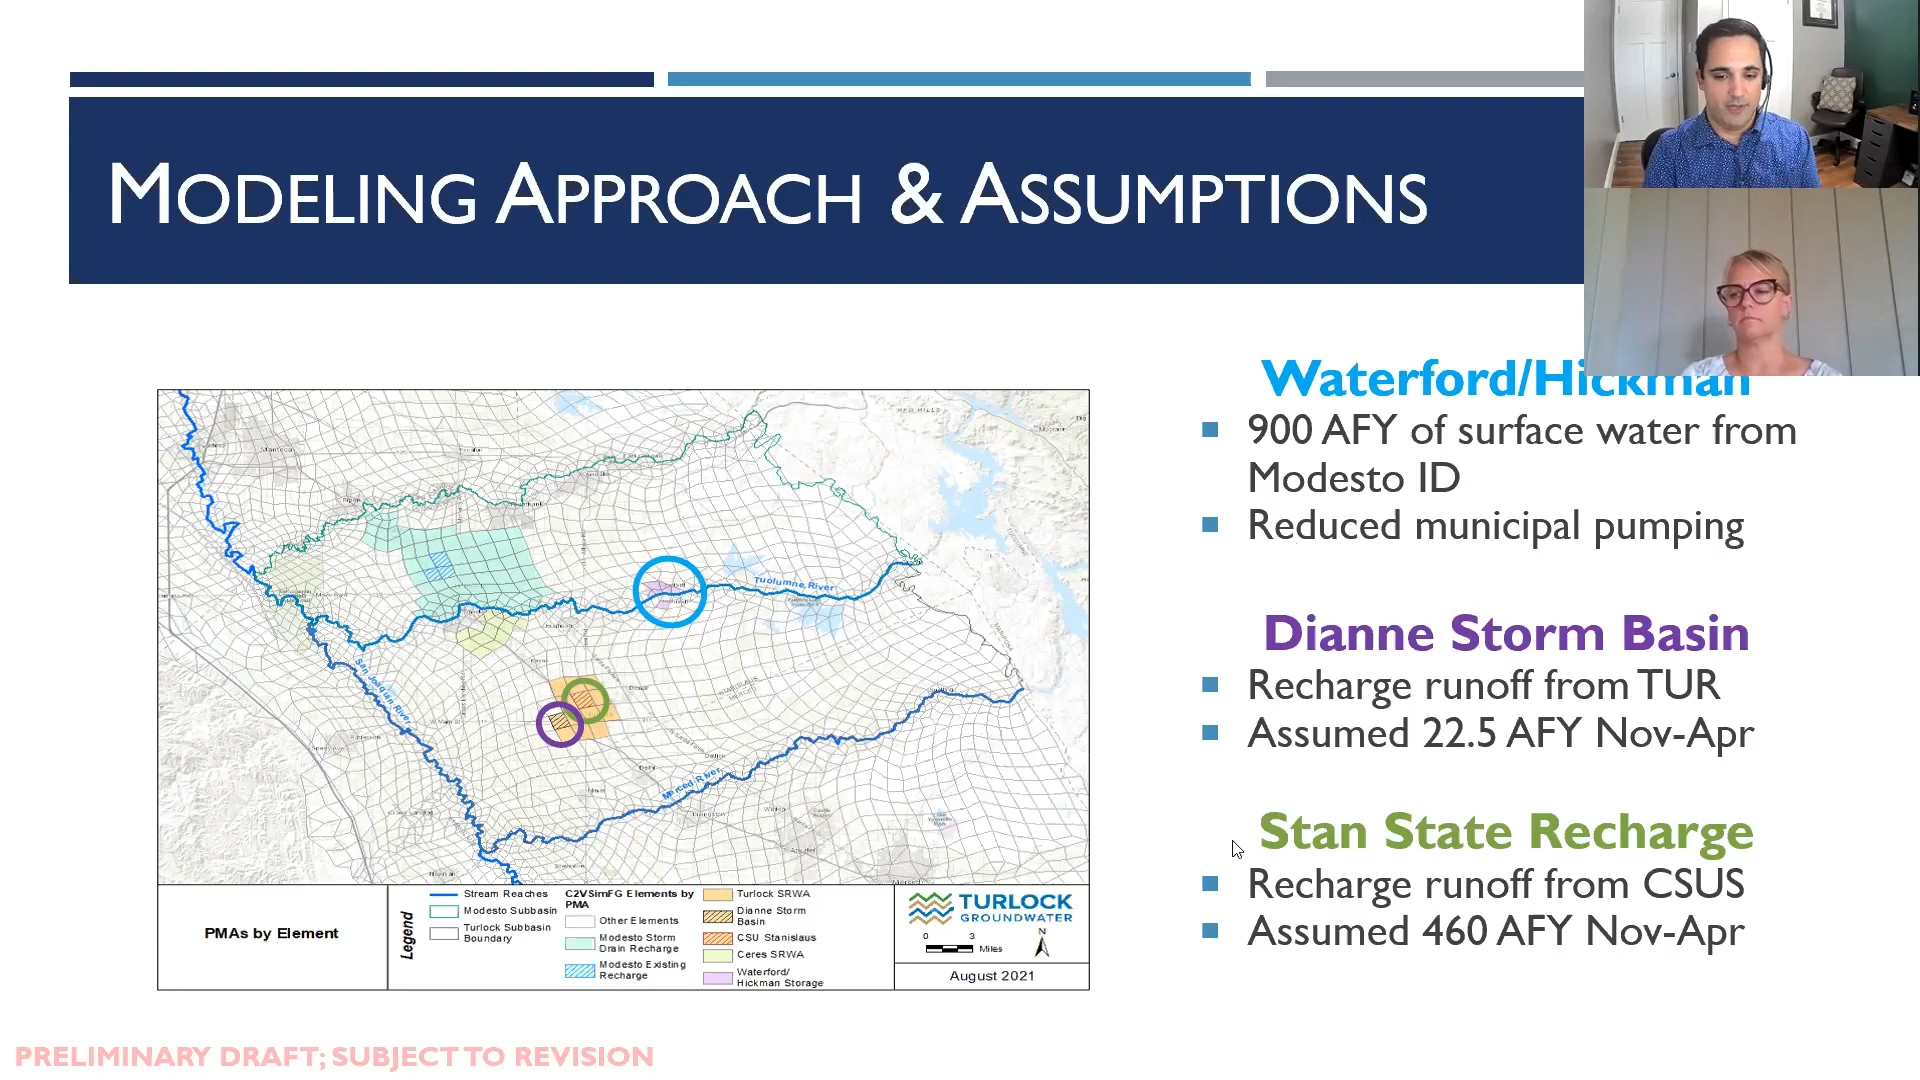 MODELING APPROACH & ASSUMPTIONS
Waterford/Hickman
900 AFY of surface water from
Modesto ID
Reduced municipal pumping
Dianne Storm Basin
Recharge runoff from TUR
Assumed 22.5 AFY Nov-Apr
Stan State Recharge
Recharge runoff from CSUS
Assumed 460 AFY Nov-Apr
Manteca
Tuolumne River
San Joaquin River
Merced River
PMAs by Element
Legend
Stream Reaches
Modesto Subbasin
Turlock Subbasin
Boundary
C2VSimFG Elements by
PMA
Other Elements
Modesto Storm
Drain Recharge
Modesto Existing
Recharge
Turlock SRWA
Dianne Storm
Basin
CSU Stanislaus
Ceres SRWA
Waterford/
Hickman Storage
TURLOCK
GROUNDWATER
N
0 3
Miles
August 2021
PRELIMINARY DRAFT; SUBJECT TO REVISION